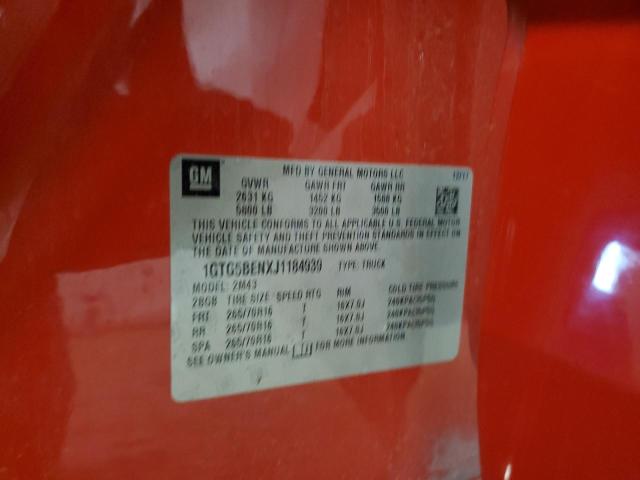 GM
MFD BY GENERAL MOTORS LLC 12/17
GVWR GAWR FRT GAWR RR
2631 KG 1452 KG 1588 KG
5800 LB 3200 LB 3500 LB
THIS VEHICLE CONFORMS TO ALL APPLICABLE U.S. FEDERAL MOTOR
VEHICLE SAFETY AND THEFT PREVENTION STANDARDS IN EFFECT ON
THE DATE OF MANUFACTURE SHOWN ABOVE.
1GTG5BENXJ1184939 TYPE: TRUCK
MODEL: 2M43
28GB TIRE SIZE SPEED RTG RIM COLD TIRE PRESSURE
FRT 265/70R16 T 16X7.0J 240KPA(35PSI)
RR 265/70R16 T 16X7.0J 240KPA(35PSI)
SPA 265/70R16 T 16X7.0J 240KPA(35PSI)
SEE OWNER'S MANUAL FOR MORE INFORMATION